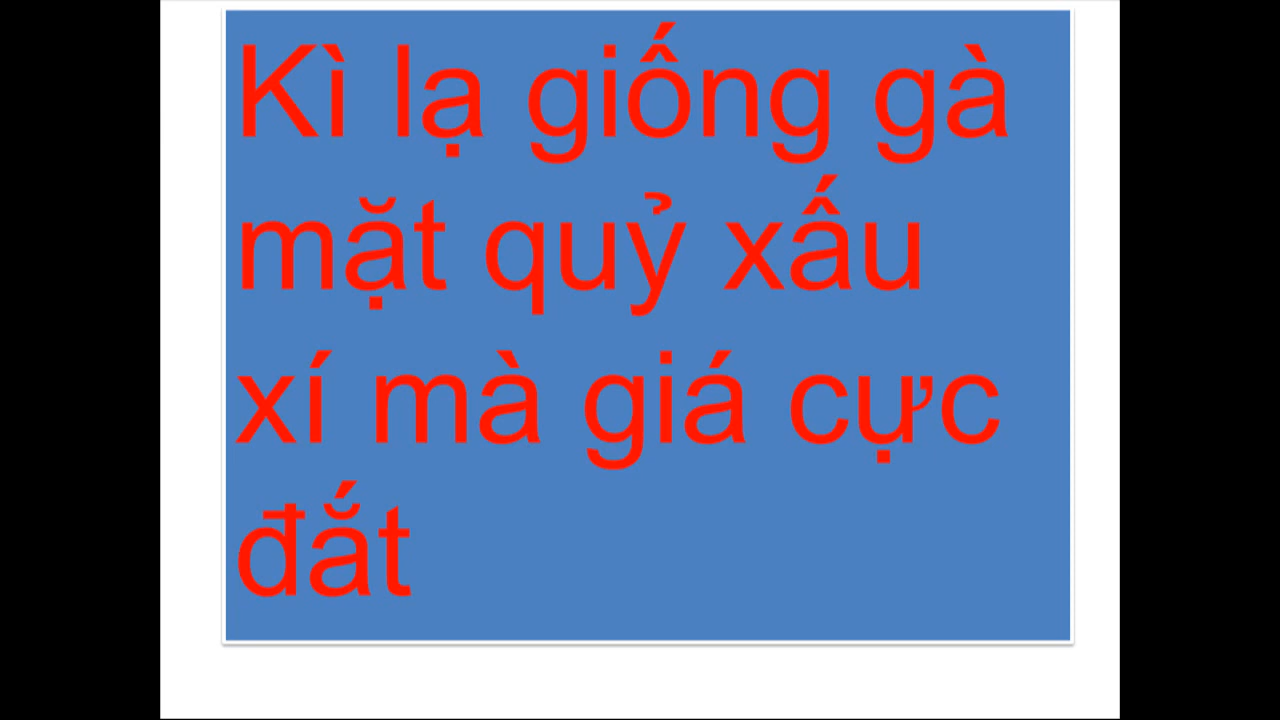 Kì lạ giống gà
mặt quỷ xấu
xí mà giá cực
đắt